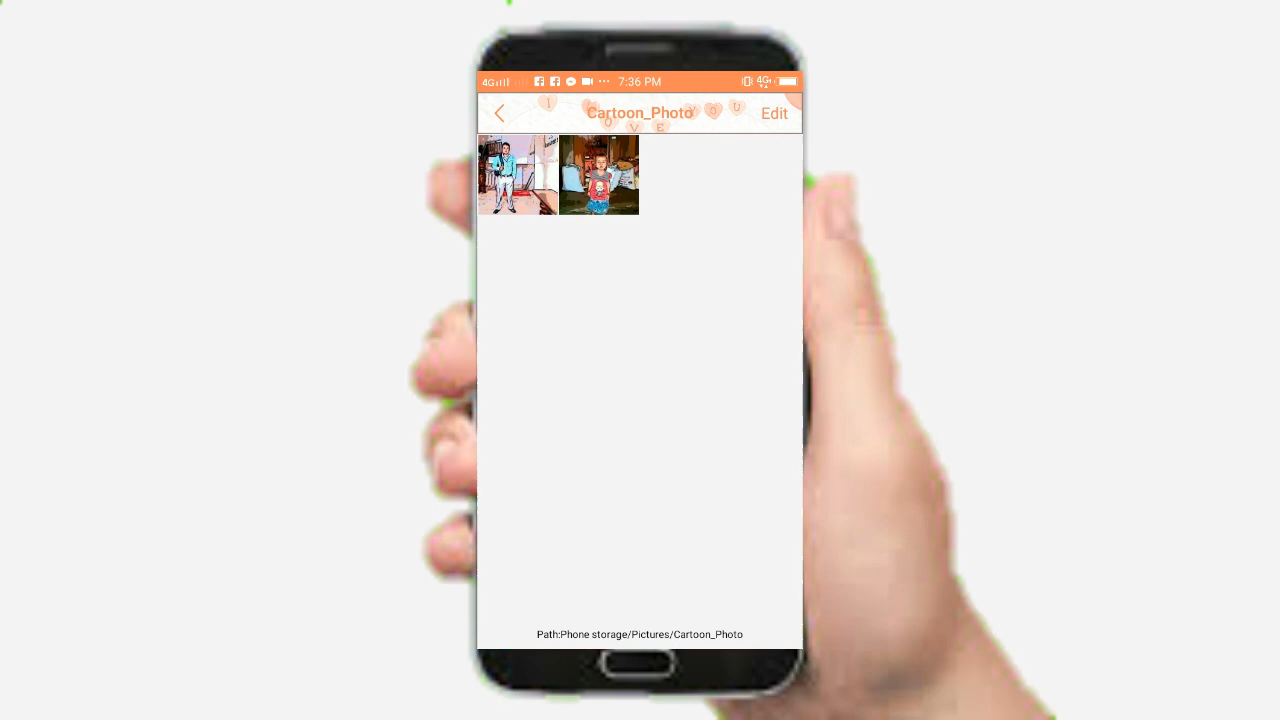 4G 7:36 PM 4G
Cartoon_Photo Edit
I
L O V E
Y O U
Path:Phone storage/Pictures/Cartoon_Photo